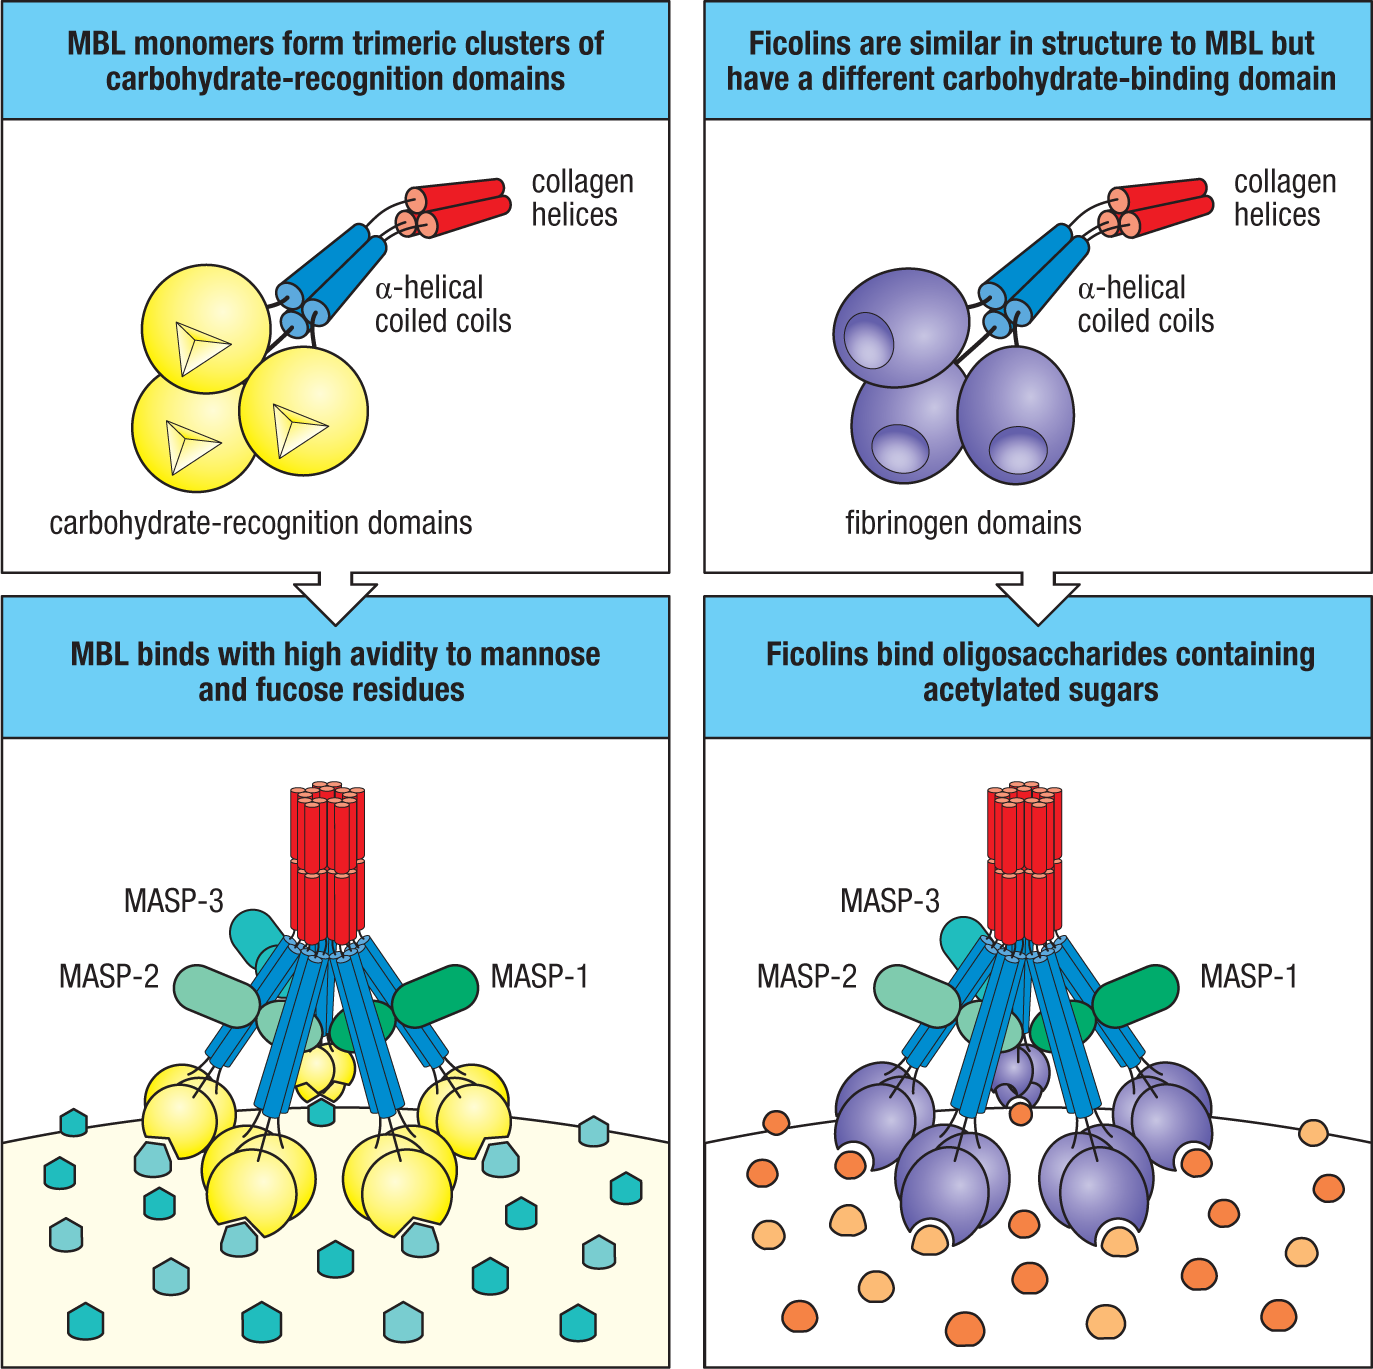 MBL monomers form trimeric clusters of
carbohydrate-recognition domains
collagen
helices
α-helical
coiled coils
carbohydrate-recognition domains
Ficolins are similar in structure to MBL but
have a different carbohydrate-binding domain
collagen
helices
α-helical
coiled coils
fibrinogen domains
MBL binds with high avidity to mannose
and fucose residues
MASP-3
MASP-2
MASP-1
Ficolins bind oligosaccharides containing
acetylated sugars
MASP-3
MASP-2
MASP-1